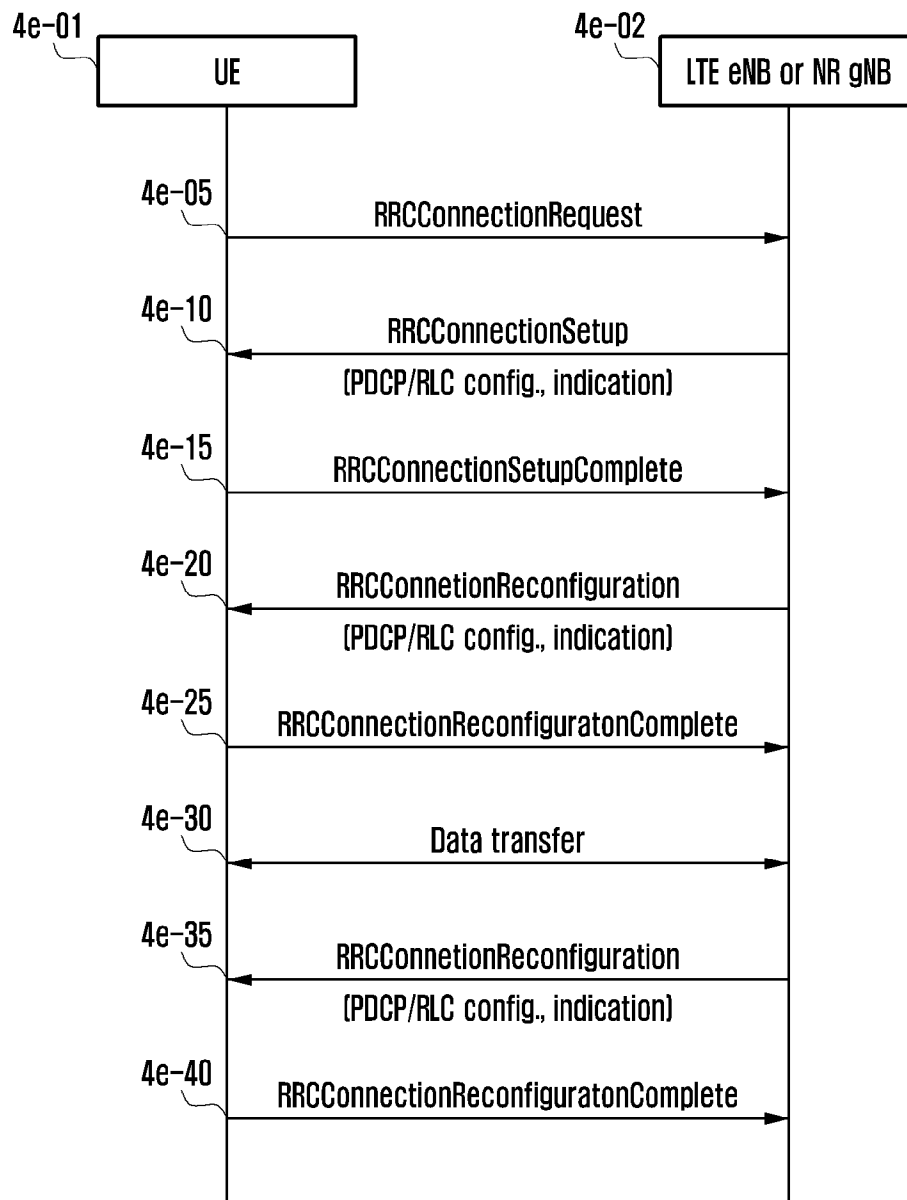 4e-01
4e-02
UE
LTE eNB or NR gNB
4e-05
RRCConnectionRequest
4e-10
RRCConnectionSetup
(PDCP/RLC config., indication)
4e-15
RRCConnectionSetupComplete
4e-20
RRCConnetionReconfiguration
(PDCP/RLC config., indication)
4e-25
RRCConnectionReconfiguratonComplete
4e-30
Data transfer
4e-35
RRCConnetionReconfiguration
(PDCP/RLC config., indication)
4e-40
RRCConnectionReconfiguratonComplete